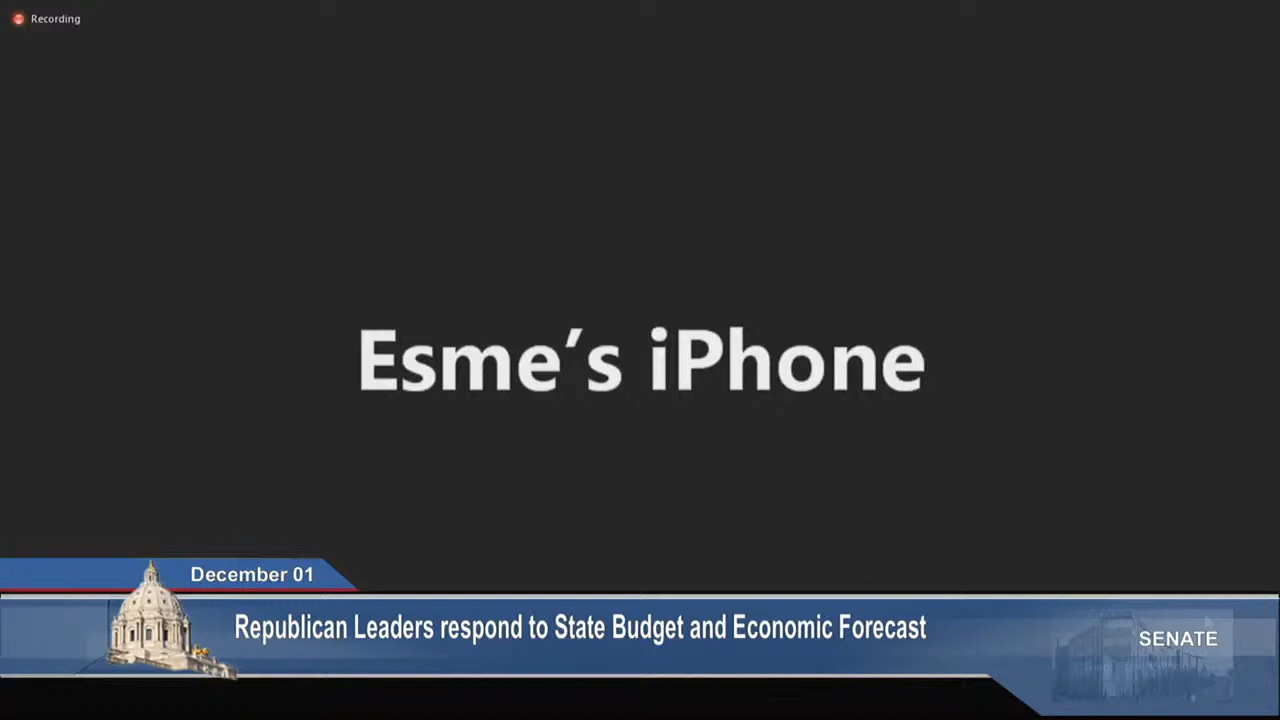 Recording
Esme’s iPhone
December 01
Republican Leaders respond to State Budget and Economic Forecast
SENATE